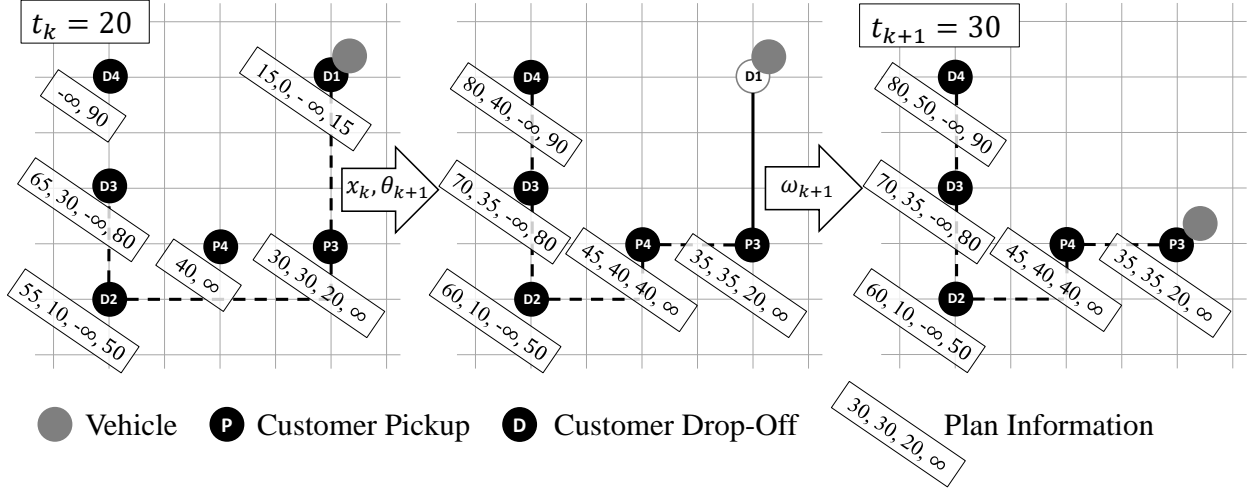 t_k = 20
D4
-∞, 90
D1
15,0, -∞, 15
D3
65, 30, -∞, 80
P4
40, ∞
P3
30, 30, 20, ∞
D2
55, 10, -∞, 50
x_k, θ_{k+1}
D4
80, 40, -∞, 90
D1
D3
70, 35, -∞, 80
P4
45, 40, 40, ∞
P3
35, 35, 20, ∞
D2
60, 10, -∞, 50
ω_{k+1}
t_{k+1} = 30
D4
80, 50, -∞, 90
D3
70, 35, -∞, 80
P4
45, 40, 40, ∞
P3
35, 35, 20, ∞
D2
60, 10, -∞, 50
Vehicle
P Customer Pickup
D Customer Drop-Off
30, 30, 20, ∞
Plan Information